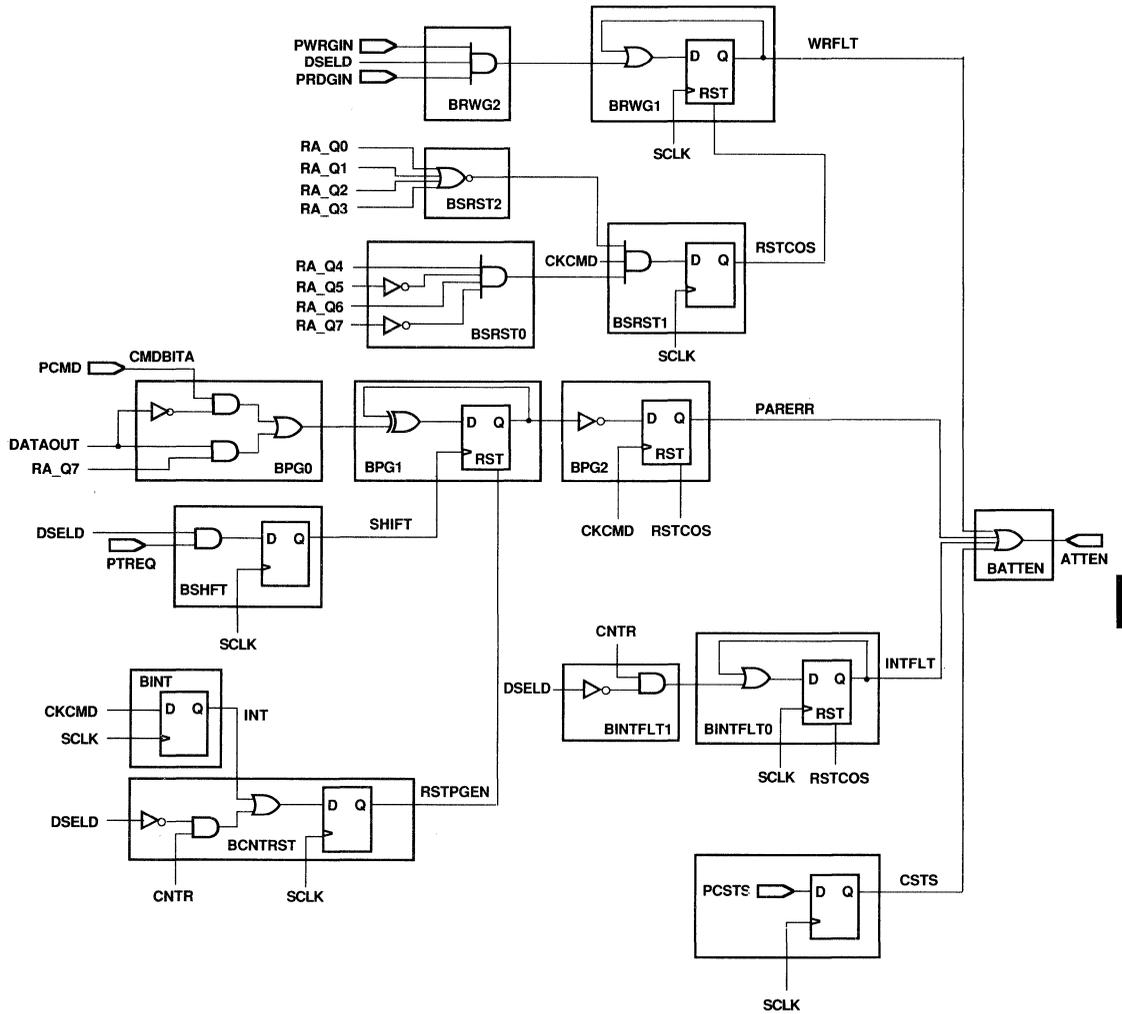 PWRGIN
DSELD
PRDGIN
BRWG2
BRWG1
D Q
RST
WRFLT
SCLK
RA_Q0
RA_Q1
RA_Q2
RA_Q3
BSRST2
RA_Q4
RA_Q5
RA_Q6
RA_Q7
BSRST0
CKCMD
D Q
BSRST1
RSTCOS
SCLK
PCMD
CMDBITA
DATAOUT
RA_Q7
BPG0
BPG1
D Q
RST
BPG2
D Q
RST
PARERR
CKCMD
RSTCOS
DSELD
PTREQ
BSHFT
D Q
SHIFT
SCLK
BATTEN
ATTEN
CNTR
DSELD
BINTFLT1
BINTFLT0
D Q
RST
INTFLT
SCLK
RSTCOS
BINT
CKCMD
SCLK
D Q
INT
DSELD
CNTR
BCNTRST
D Q
RSTPGEN
SCLK
PCSTS
D Q
CSTS
SCLK